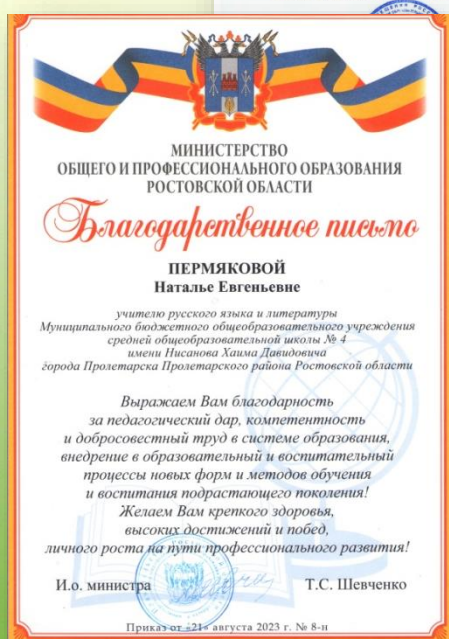 МИНИСТЕРСТВО
ОБЩЕГО И ПРОФЕССИОНАЛЬНОГО ОБРАЗОВАНИЯ
РОСТОВСКОЙ ОБЛАСТИ
Благодарственное письмо
ПЕРМЯКОВОЙ
Наталье Евгеньевне
учителю русского языка и литературы
Муниципального бюджетного общеобразовательного учреждения
средней общеобразовательной школы № 4
имени Нисанова Хаима Давидовича
города Пролетарска Пролетарского района Ростовской области
Выражаем Вам благодарность
за педагогический дар, компетентность
и добросовестный труд в системе образования,
внедрение в образовательный и воспитательный
процессы новых форм и методов обучения
и воспитания подрастающего поколения!
Желаем Вам крепкого здоровья,
высоких достижений и побед,
личного роста на пути профессионального развития!
И.о. министра Т.С. Шевченко
Приказ от «21» августа 2023 г. № 8-н